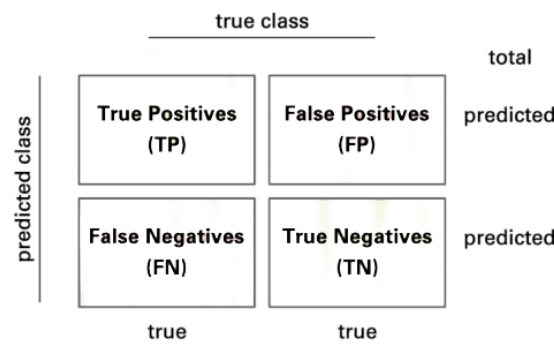 true class
total
predicted class
True Positives
(TP)
False Positives
(FP)
predicted
False Negatives
(FN)
True Negatives
(TN)
predicted
true
true